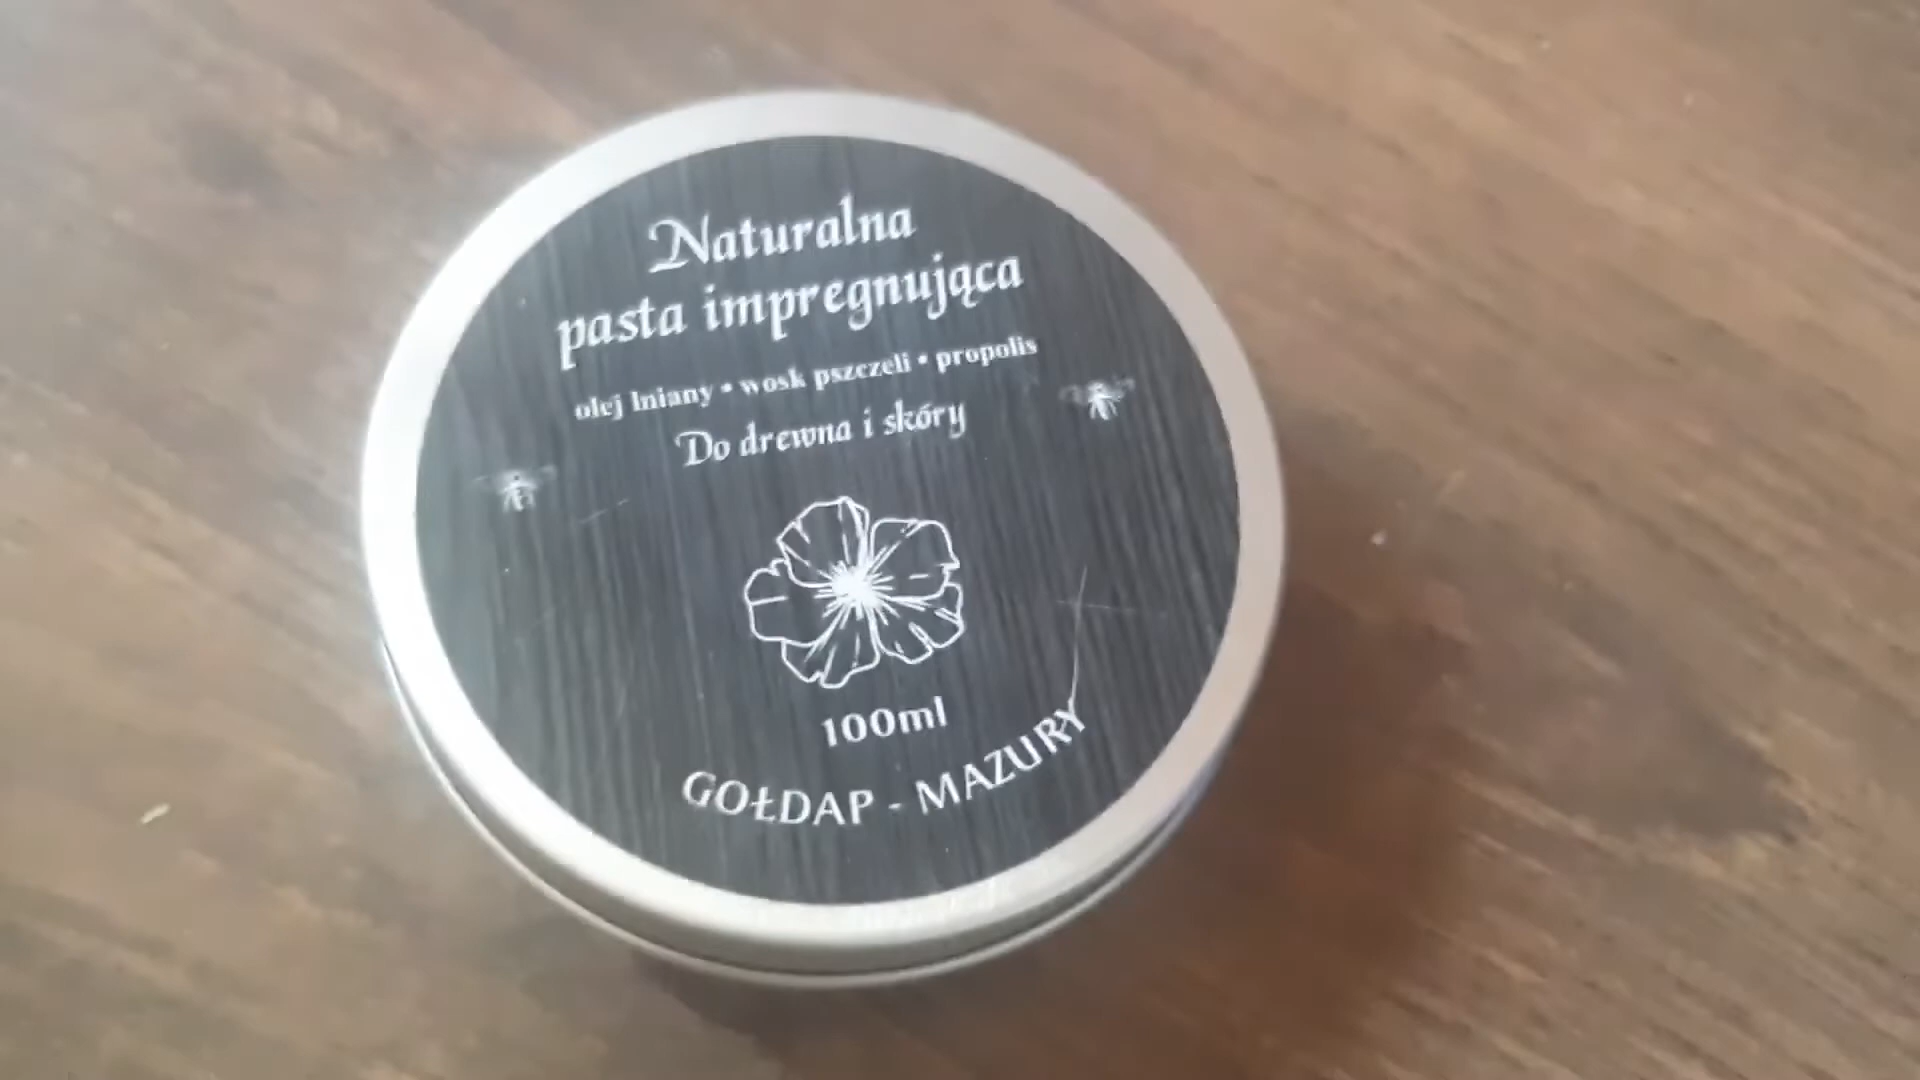 Naturalna
pasta impregnująca
olej lniany • wosk pszczeli • propolis
Do drewna i skóry
100ml
GOŁDAP - MAZURY